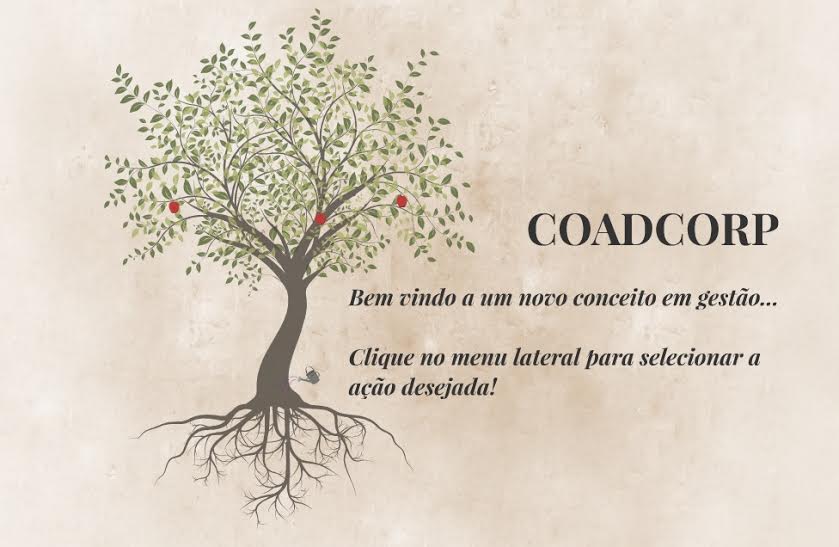 COADCORP
Bem vindo a um novo conceito em gestão...
Clique no menu lateral para selecionar a
ação desejada!